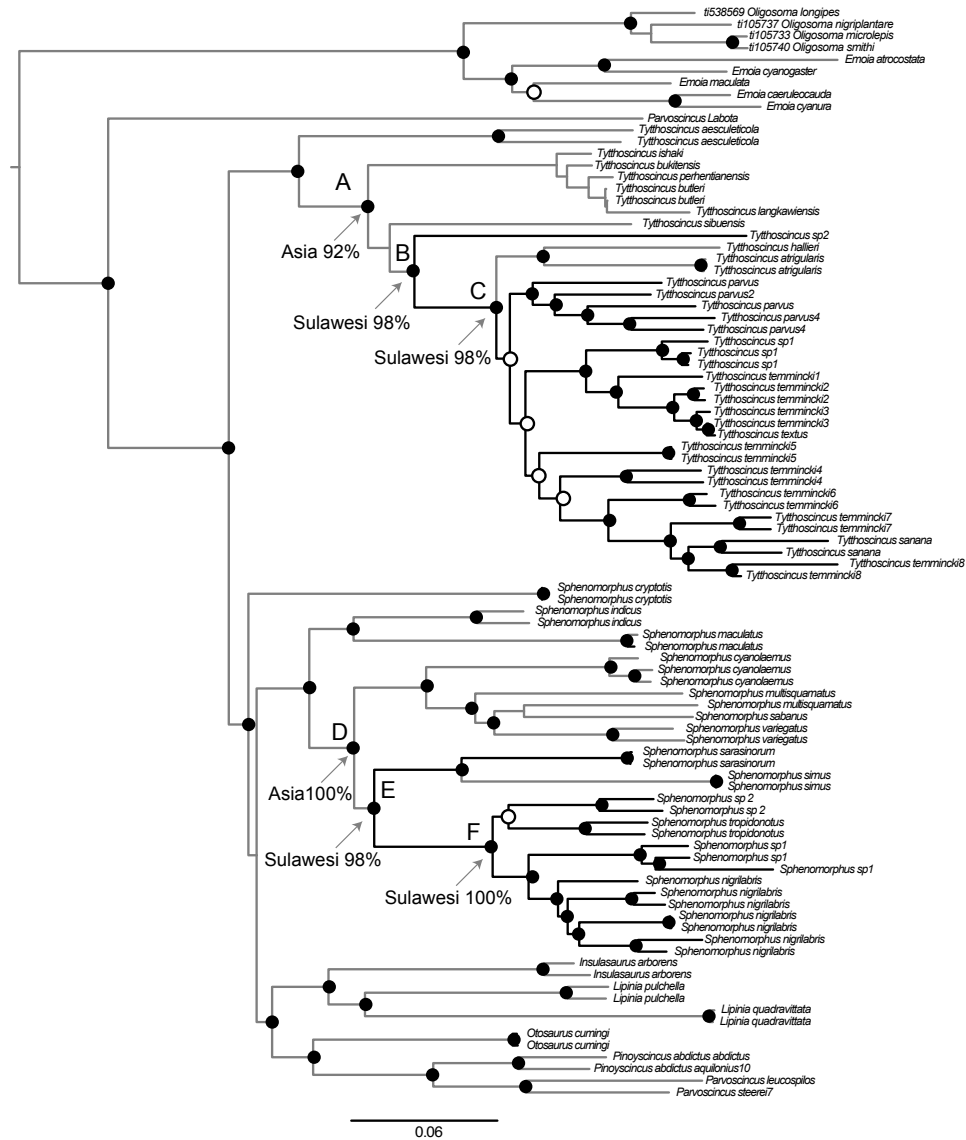 ti538569 Oligosoma longipes
ti105737 Oligosoma nigriplantare
ti105733 Oligosoma microlepis
ti105740 Oligosoma smithi
Emoia atrocostata
Emoia cyanogaster
Emoia maculata
Emoia caeruleocauda
Emoia cyanura
Parvoscincus Labota
Tytthoscincus aesculeticola
Tytthoscincus aesculeticola
Tytthoscincus ishaki
A
Tytthoscincus bukitensis
Tytthoscincus perhentianensis
Tytthoscincus butleri
Tytthoscincus butleri
Tytthoscincus langkawiensis
Tytthoscincus sibuensis
Asia 92%
B
Tytthoscincus sp2
Tytthoscincus hallieri
Tytthoscincus atrigularis
Tytthoscincus atrigularis
C
Tytthoscincus parvus
Tytthoscincus parvus2
Tytthoscincus parvus
Tytthoscincus parvus4
Sulawesi 98%
Tytthoscincus parvus4
Tytthoscincus sp1
Tytthoscincus sp1
Sulawesi 98%
Tytthoscincus sp1
Tytthoscincus temmincki1
Tytthoscincus temmincki2
Tytthoscincus temmincki2
Tytthoscincus temmincki3
Tytthoscincus temmincki3
Tytthoscincus textus
Tytthoscincus temmincki5
Tytthoscincus temmincki5
Tytthoscincus temmincki4
Tytthoscincus temmincki4
Tytthoscincus temmincki6
Tytthoscincus temmincki6
Tytthoscincus temmincki7
Tytthoscincus temmincki7
Tytthoscincus sanana
Tytthoscincus sanana
Tytthoscincus temmincki8
Tytthoscincus temmincki8
Sphenomorphus cryptotis
Sphenomorphus cryptotis
Sphenomorphus indicus
Sphenomorphus indicus
Sphenomorphus maculatus
Sphenomorphus maculatus
Sphenomorphus cyanolaemus
Sphenomorphus cyanolaemus
Sphenomorphus cyanolaemus
Sphenomorphus multisquamatus
Sphenomorphus multisquamatus
Sphenomorphus sabanus
Sphenomorphus variegatus
D
Sphenomorphus variegatus
Sphenomorphus sarasinorum
Sphenomorphus sarasinorum
Sphenomorphus simus
Sphenomorphus simus
Asia100%
E
Sphenomorphus sp 2
Sphenomorphus sp 2
Sphenomorphus tropidonotus
F
Sphenomorphus tropidonotus
Sphenomorphus sp1
Sphenomorphus sp1
Sulawesi 98%
Sphenomorphus sp1
Sphenomorphus nigrilabris
Sphenomorphus nigrilabris
Sulawesi 100%
Sphenomorphus nigrilabris
Sphenomorphus nigrilabris
Sphenomorphus nigrilabris
Sphenomorphus nigrilabris
Sphenomorphus nigrilabris
Insulasaurus arborens
Insulasaurus arborens
Lipinia pulchella
Lipinia pulchella
Lipinia quadravittata
Lipinia quadravittata
Otosaurus cumingi
Otosaurus cumingi
Pinoyscincus abdictus abdictus
Pinoyscincus abdictus aquilonius10
Parvoscincus leucospilos
Parvoscincus steerei7
0.06